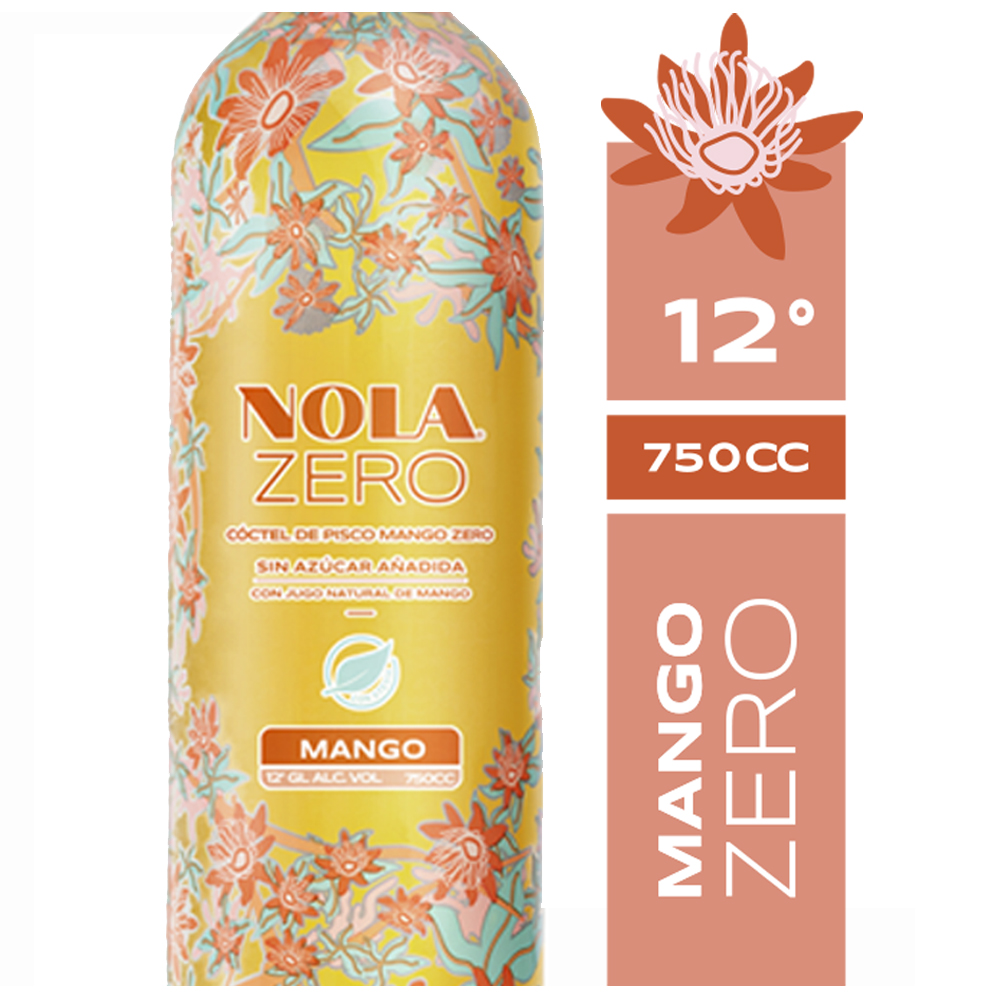 NOLA
ZERO
CÓCTEL DE PISCO MANGO ZERO
SIN AZÚCAR AÑADIDA
CON JUGO NATURAL DE MANGO
MANGO
12° GL ALC. VOL 750CC
12°
750CC
MANGO
ZERO